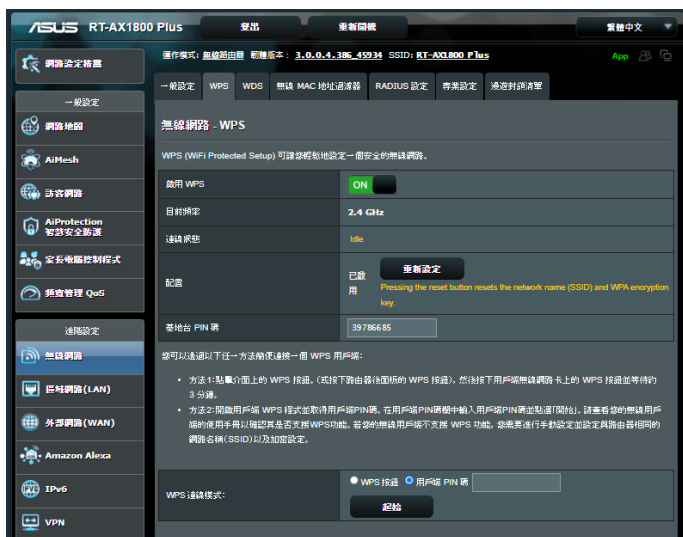 ASUS RT-AX1800 Plus 登出 重新開機 繁體中文
運作模式: 無線路由器 韌體版本: 3.0.0.4.386_45934 SSID: RT-AX1800 Plus App
網路設定精靈
一般設定 WPS WDS 無線 MAC 地址過濾器 RADIUS 設定 專業設定 漫遊封鎖清單
一般設定
網路地圖
AiMesh
訪客網路
AiProtection
智慧安全防護
家長電腦控制程式
頻寬管理 QoS
進階設定
無線網路
區域網路(LAN)
外部網路(WAN)
Amazon Alexa
IPv6
VPN
無線網路 - WPS
WPS (WiFi Protected Setup) 可讓您輕鬆地設定一個安全的無線網路。
啟用 WPS ON
目前頻率 2.4 GHz
連線狀態 Idle
配置 已啟用 重新設定
Pressing the reset button resets the network name (SSID) and WPA encryption
key.
基地台 PIN 碼 39786685
您可以透過以下任一方法簡便連接一個 WPS 用戶端:
• 方法1:點擊介面上的 WPS 按鈕。(或按下路由器後面板的 WPS 按鈕), 然後按下用戶端無線網路卡上的 WPS 按鈕並等待約
3 分鐘。
• 方法2:開啟用戶端 WPS 程式並取得用戶端PIN碼。在用戶端PIN碼欄中輸入用戶端PIN碼並點選「開始」。請查看您的無線用戶
端的使用手冊以確認其是否支援WPS功能。若您的無線用戶端不支援 WPS 功能, 您需要進行手動設定並設定與路由器相同的
網路名稱(SSID)以及加密設定。
WPS 連線模式: WPS 按鈕 用戶端 PIN 碼
起始